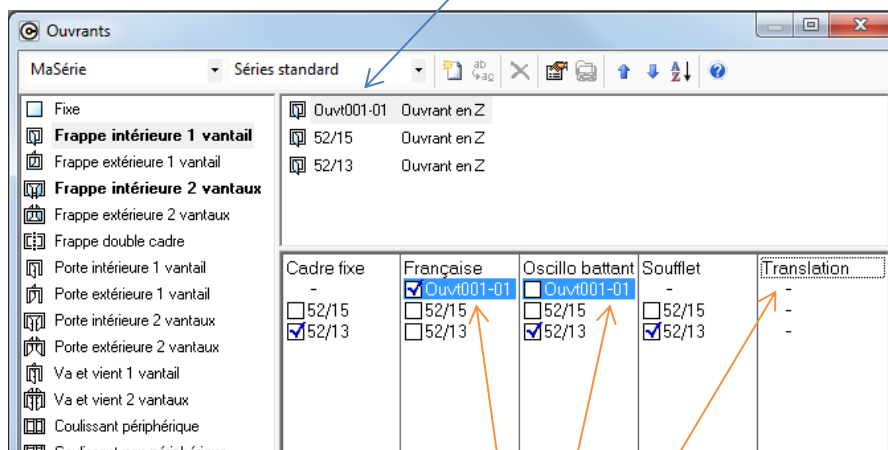 Ouvrants
MaSérie Séries standard
Fixe
Frappe intérieure 1 vantail
Frappe extérieure 1 vantail
Frappe intérieure 2 vantaux
Frappe extérieure 2 vantaux
Frappe double cadre
Porte intérieure 1 vantail
Porte extérieure 1 vantail
Porte intérieure 2 vantaux
Porte extérieure 2 vantaux
Va et vient 1 vantail
Va et vient 2 vantaux
Coulissant périphérique
Ouvt001-01 Ouvrant en Z
52/15 Ouvrant en Z
52/13 Ouvrant en Z
Cadre fixe Française Oscillo battant Soufflet Translation
- Ouvt001-01 Ouvt001-01 - -
52/15 52/15 52/15 52/15 -
52/13 52/13 52/13 52/13 -